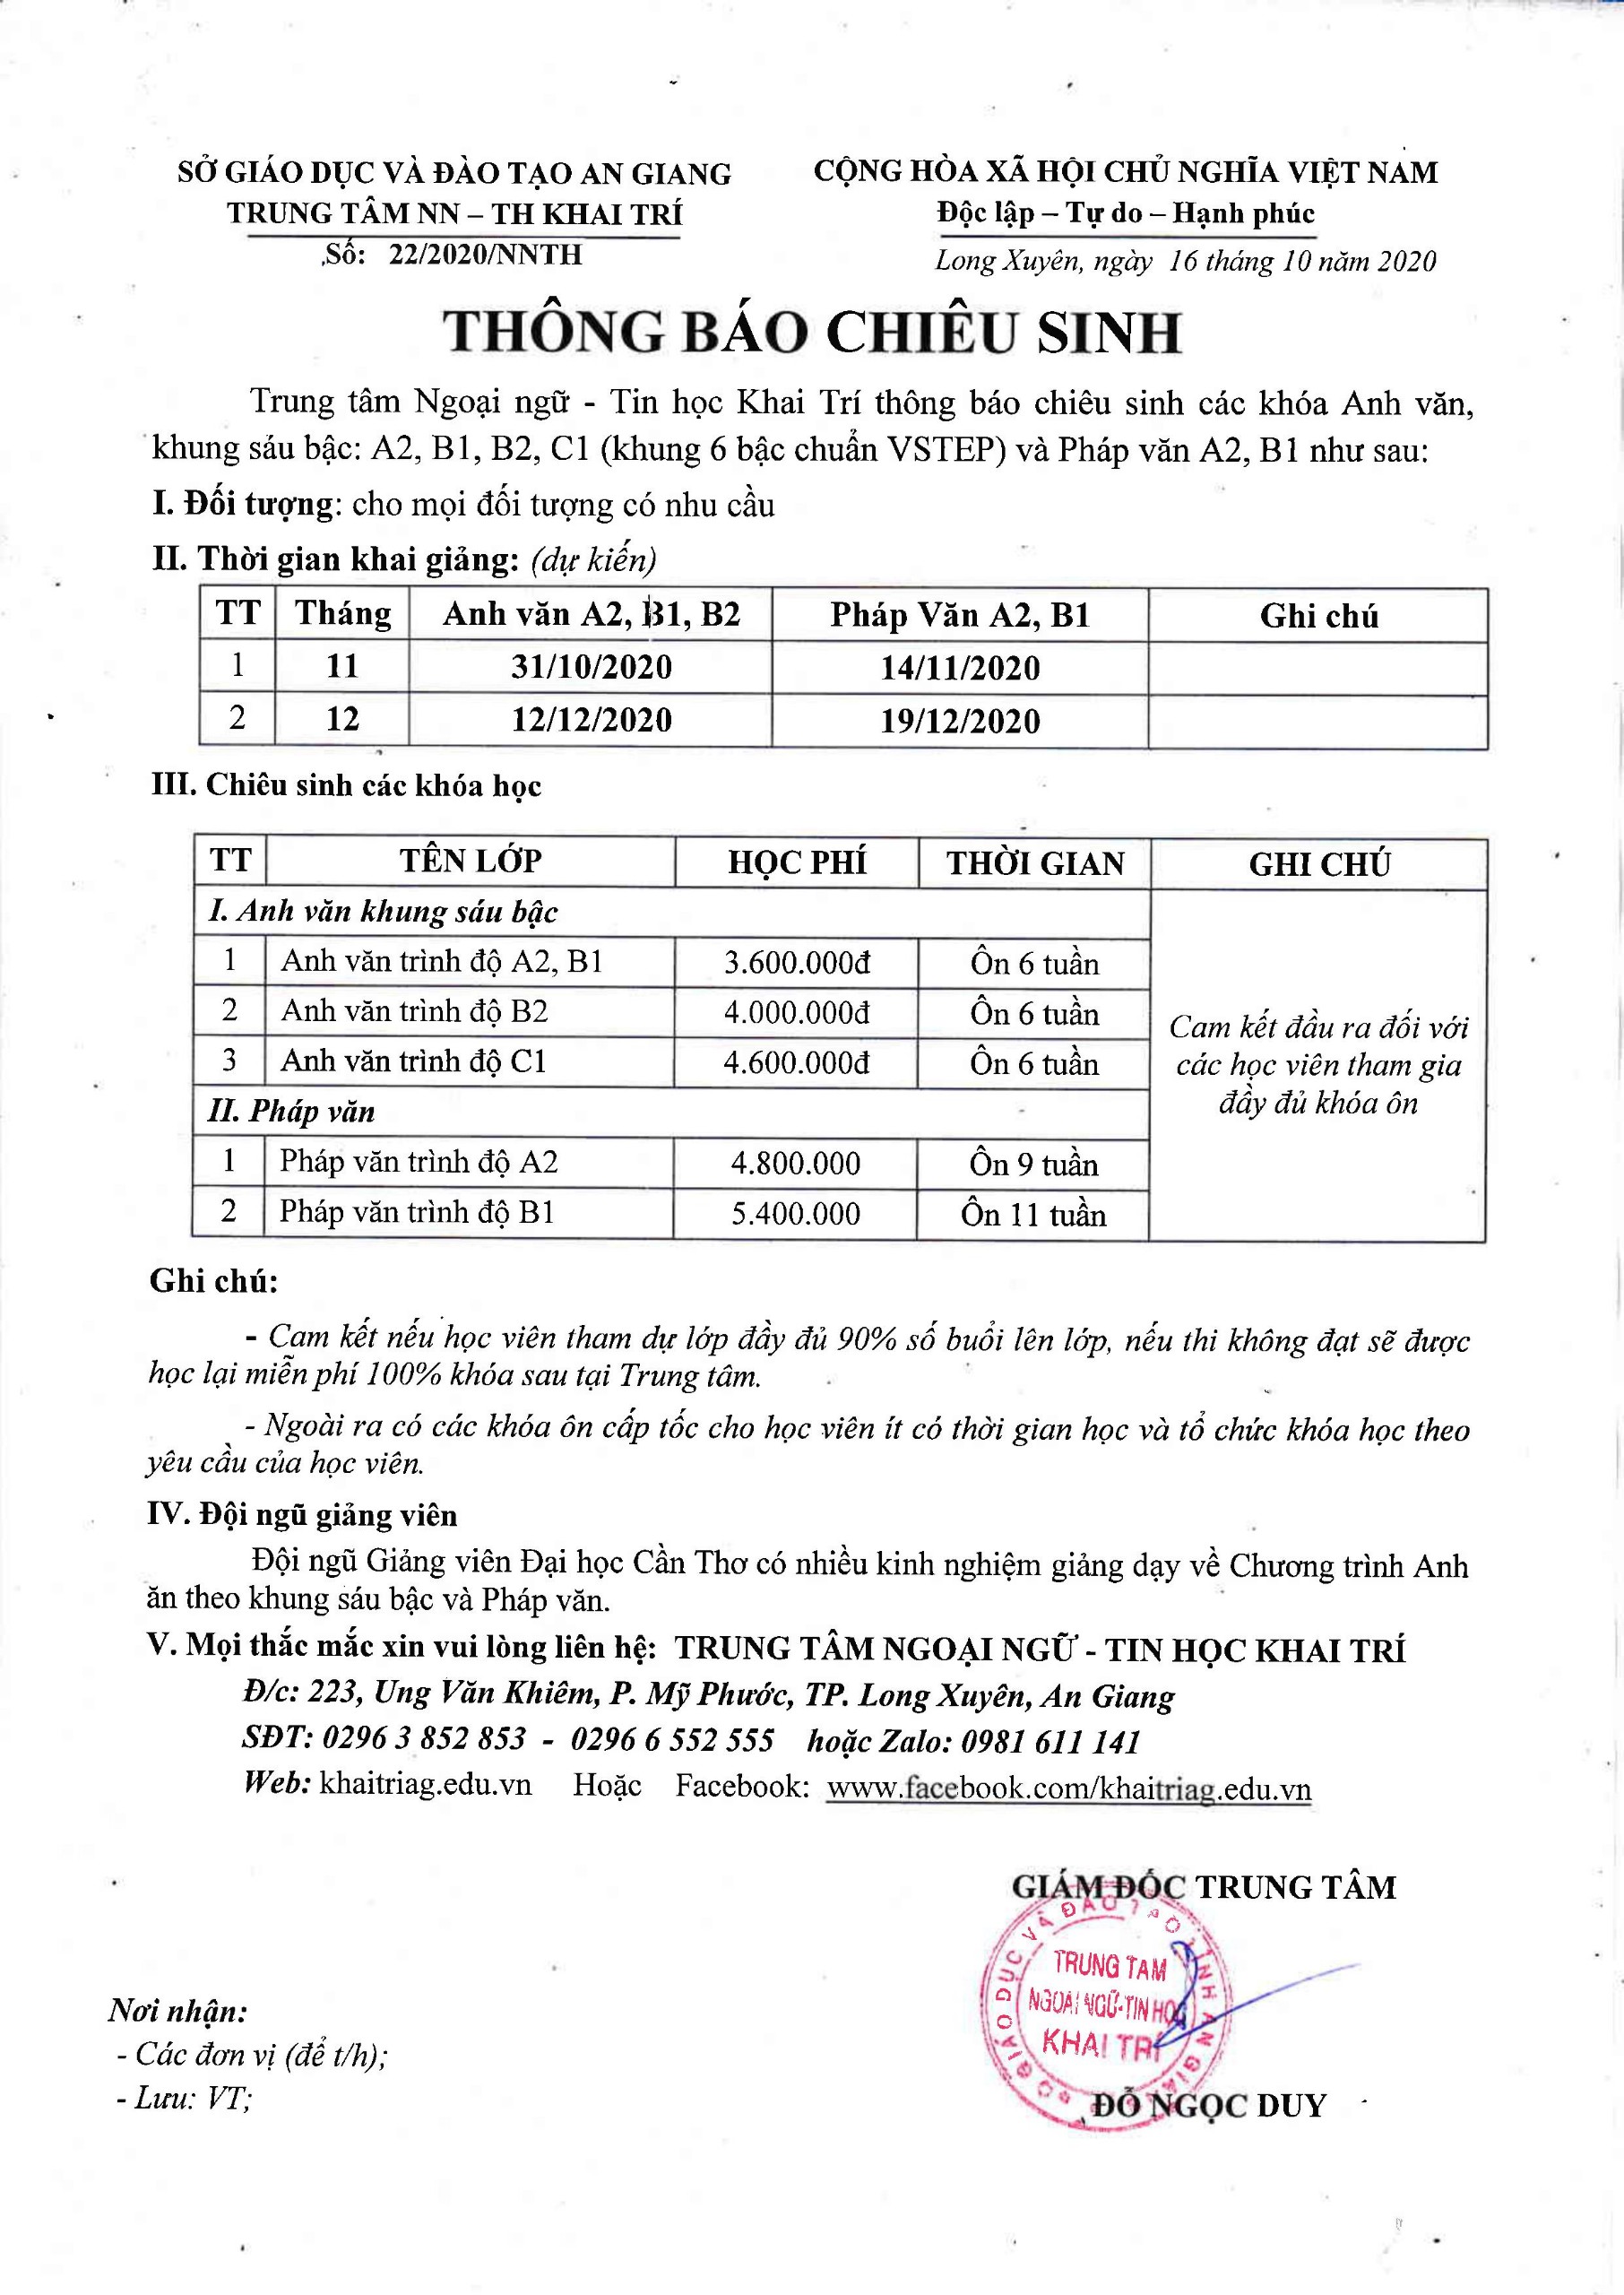 SỞ GIÁO DỤC VÀ ĐÀO TẠO AN GIANG
TRUNG TÂM NN – TH KHAI TRÍ
Số: 22/2020/NNTH
CỘNG HÒA XÃ HỘI CHỦ NGHĨA VIỆT NAM
Độc lập – Tự do – Hạnh phúc
Long Xuyên, ngày 16 tháng 10 năm 2020
THÔNG BÁO CHIÊU SINH
Trung tâm Ngoại ngữ - Tin học Khai Trí thông báo chiêu sinh các khóa Anh văn,
khung sáu bậc: A2, B1, B2, C1 (khung 6 bậc chuẩn VSTEP) và Pháp văn A2, B1 như sau:
I. Đối tượng: cho mọi đối tượng có nhu cầu
II. Thời gian khai giảng: (dự kiến)
TT Tháng Anh văn A2, B1, B2 Pháp Văn A2, B1 Ghi chú
1 11 31/10/2020 14/11/2020
2 12 12/12/2020 19/12/2020
III. Chiêu sinh các khóa học
TT TÊN LỚP HỌC PHÍ THỜI GIAN GHI CHÚ
I. Anh văn khung sáu bậc
1 Anh văn trình độ A2, B1 3.600.000đ Ôn 6 tuần
2 Anh văn trình độ B2 4.000.000đ Ôn 6 tuần
3 Anh văn trình độ C1 4.600.000đ Ôn 6 tuần
II. Pháp văn
1 Pháp văn trình độ A2 4.800.000 Ôn 9 tuần
2 Pháp văn trình độ B1 5.400.000 Ôn 11 tuần
Cam kết đầu ra đối với
các học viên tham gia
đầy đủ khóa ôn
Ghi chú:
- Cam kết nếu học viên tham dự lớp đầy đủ 90% số buổi lên lớp, nếu thi không đạt sẽ được
học lại miễn phí 100% khóa sau tại Trung tâm.
- Ngoài ra có các khóa ôn cấp tốc cho học viên ít có thời gian học và tổ chức khóa học theo
yêu cầu của học viên.
IV. Đội ngũ giảng viên
Đội ngũ Giảng viên Đại học Cần Thơ có nhiều kinh nghiệm giảng dạy về Chương trình Anh
ăn theo khung sáu bậc và Pháp văn.
V. Mọi thắc mắc xin vui lòng liên hệ: TRUNG TÂM NGOẠI NGỮ - TIN HỌC KHAI TRÍ
Đ/c: 223, Ung Văn Khiêm, P. Mỹ Phước, TP. Long Xuyên, An Giang
SĐT: 0296 3 852 853 - 0296 6 552 555 hoặc Zalo: 0981 611 141
Web: khaitriag.edu.vn Hoặc Facebook: www.facebook.com/khaitriag.edu.vn
GIÁM ĐỐC TRUNG TÂM
GIÁO DỤC VÀ ĐÀO TẠO TỈNH AN GIANG
TRUNG TÂM
NGOẠI NGỮ-TIN HỌC
KHAI TRÍ
ĐỖ NGỌC DUY
Nơi nhận:
- Các đơn vị (để t/h);
- Lưu: VT;